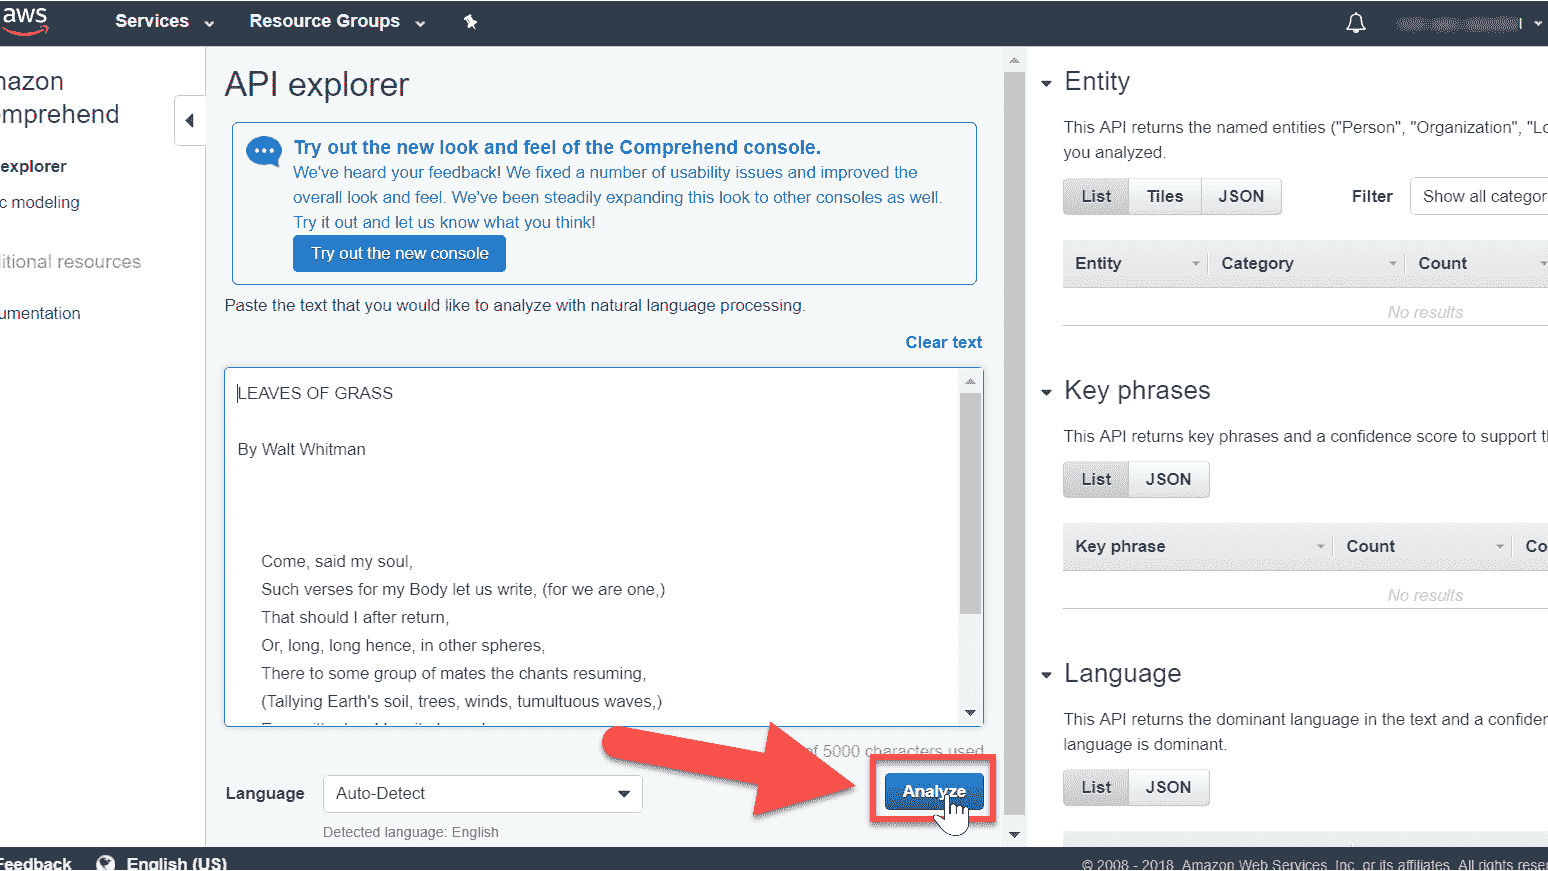 aws
Services
Resource Groups
mazon
omprehend
explorer
c modeling
itional resources
umentation
API explorer
Try out the new look and feel of the Comprehend console.
We've heard your feedback! We fixed a number of usability issues and improved the
overall look and feel. We've been steadily expanding this look to other consoles as well.
Try it out and let us know what you think!
Try out the new console
Paste the text that you would like to analyze with natural language processing.
Clear text
LEAVES OF GRASS
By Walt Whitman
Come, said my soul,
Such verses for my Body let us write, (for we are one,)
That should I after return,
Or, long, long hence, in other spheres,
There to some group of mates the chants resuming,
(Tallying Earth's soil, trees, winds, tumultuous waves,)
of 5000 characters used
Language
Auto-Detect
Analyze
Detected language: English
Entity
This API returns the named entities ("Person", "Organization", "Lo
you analyzed.
List
Tiles
JSON
Filter
Show all categor
Entity
Category
Count
No results
Key phrases
This API returns key phrases and a confidence score to support t
List
JSON
Key phrase
Count
Co
No results
Language
This API returns the dominant language in the text and a confiden
language is dominant.
List
JSON
Feedback
English (US)
© 2008 - 2018, Amazon Web Services, Inc. or its affiliates. All rights rese